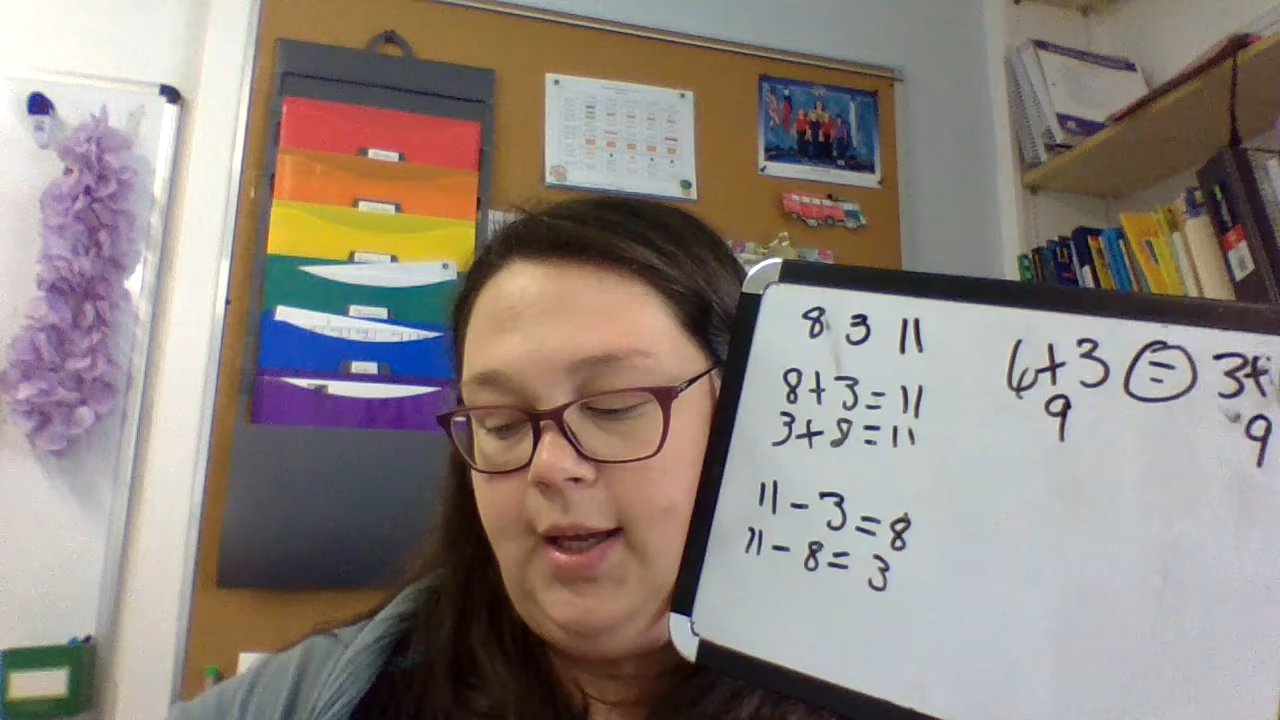 8 3 11
8+3=11
3+8=11
11-3=8
11-8=3
6+3 = 3+
9 9